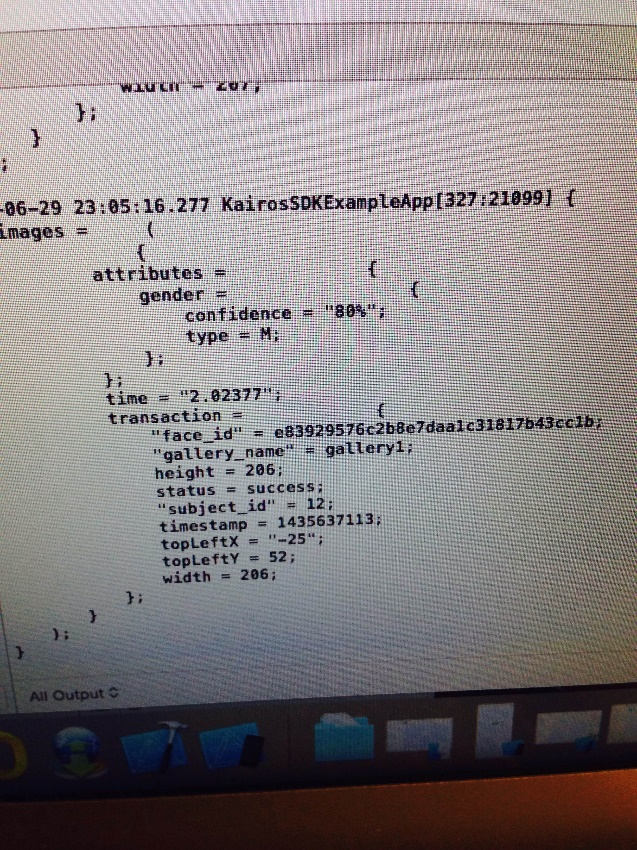 width = 207;
};
}
;
-06-29 23:05:16.277 KairosSDKExampleApp[327:21099] {
images = (
{
attributes = {
gender = {
confidence = "80%";
type = M;
};
};
time = "2.02377";
transaction = {
"face_id" = e83929576c2b8e7daa1c31817b43cc1b;
"gallery_name" = gallery1;
height = 206;
status = success;
"subject_id" = 12;
timestamp = 1435637113;
topLeftX = "-25";
topLeftY = 52;
width = 206;
};
}
);
}
All Output